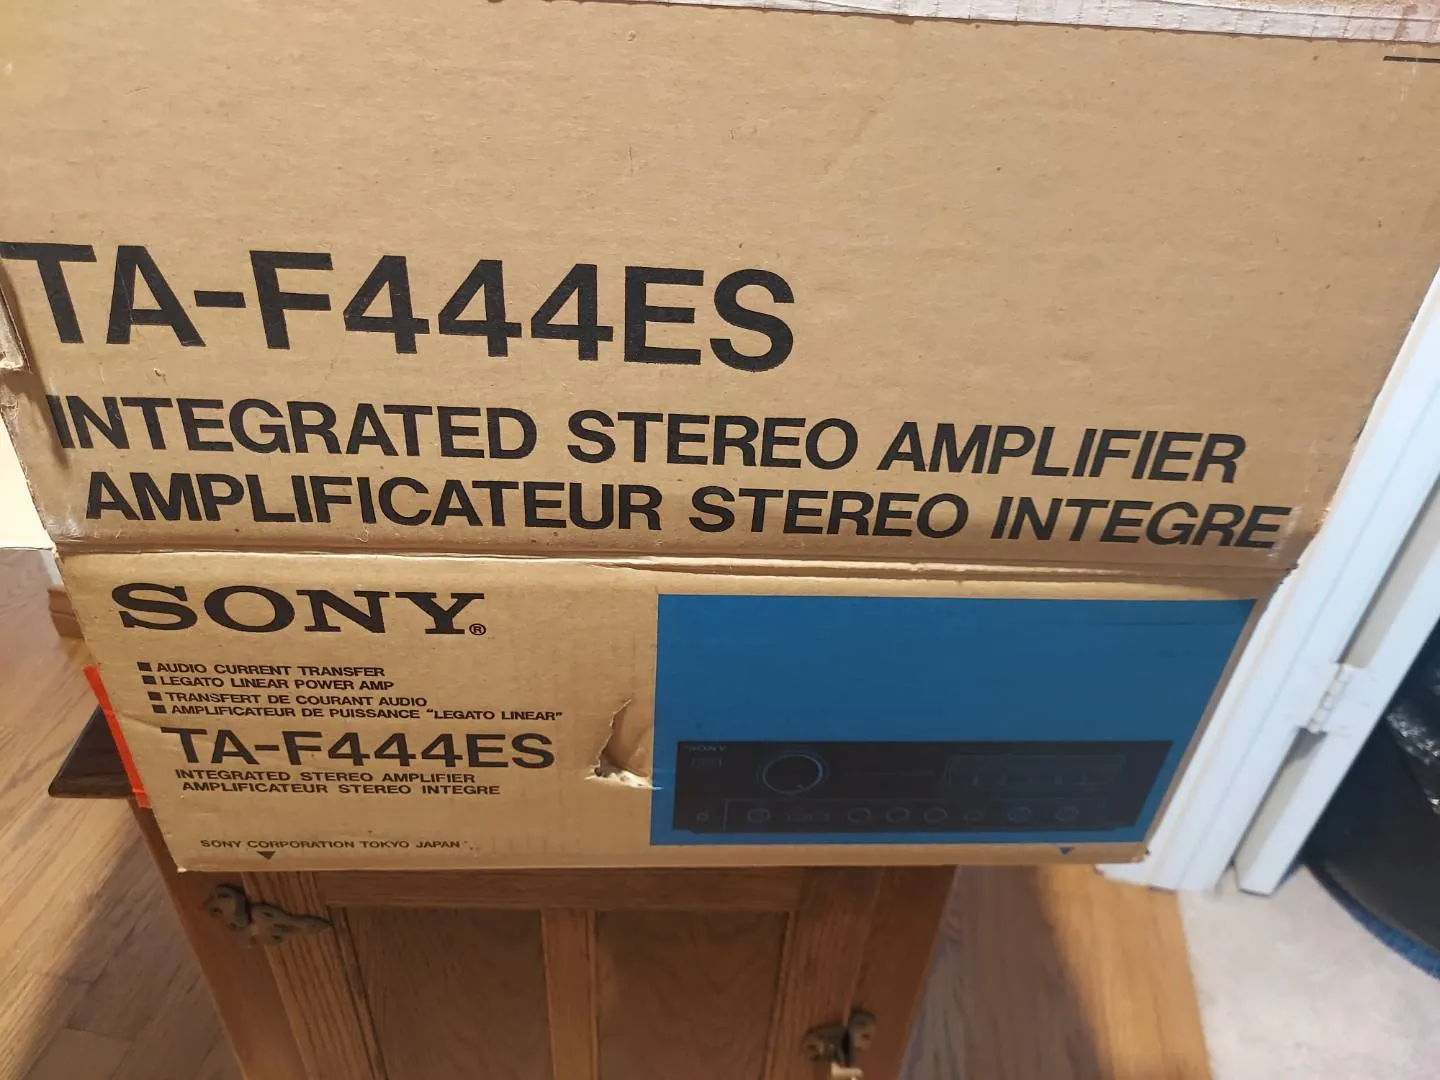 TA-F444ES
INTEGRATED STEREO AMPLIFIER
AMPLIFICATEUR STEREO INTEGRE
SONY®
■ AUDIO CURRENT TRANSFER
■ LEGATO LINEAR POWER AMP
■ TRANSFERT DE COURANT AUDIO
■ AMPLIFICATEUR DE PUISSANCE "LEGATO LINEAR"
TA-F444ES
INTEGRATED STEREO AMPLIFIER
AMPLIFICATEUR STEREO INTEGRE
SONY CORPORATION TOKYO JAPAN
SONY